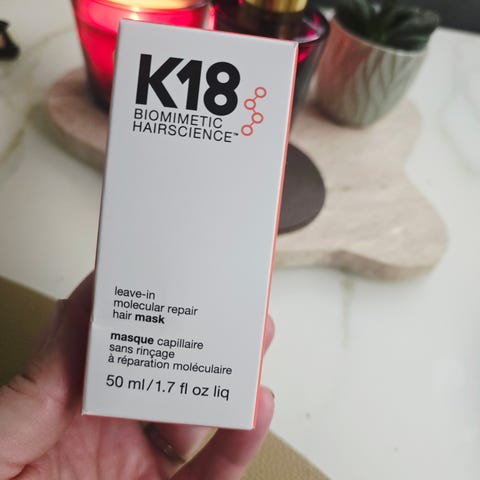 K18
BIOMIMETIC
HAIRSCIENCE™
leave-in
molecular repair
hair mask
masque capillaire
sans rinçage
à réparation moléculaire
50 ml/1.7 fl oz liq